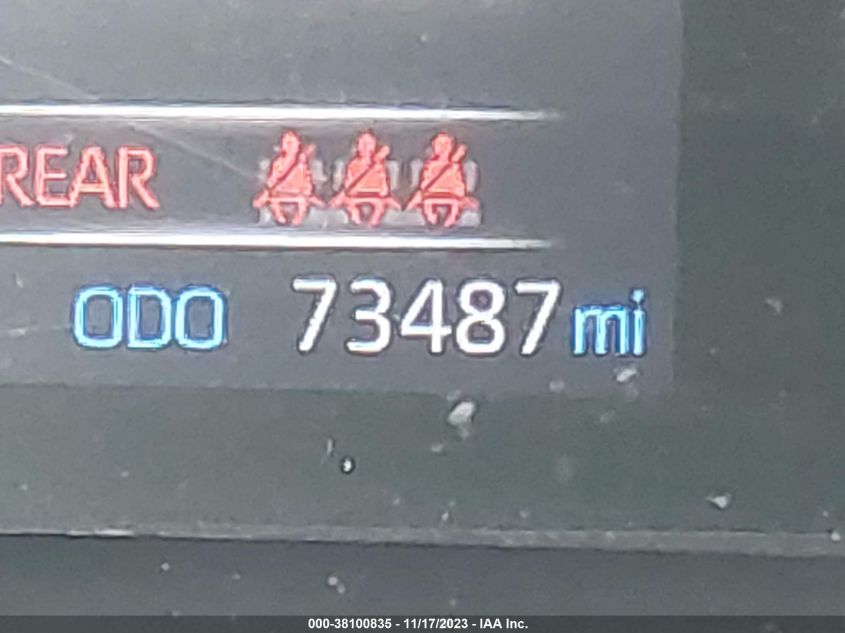 REAR
ODO 73487 mi
000-38100835 - 11/17/2023 - IAA Inc.